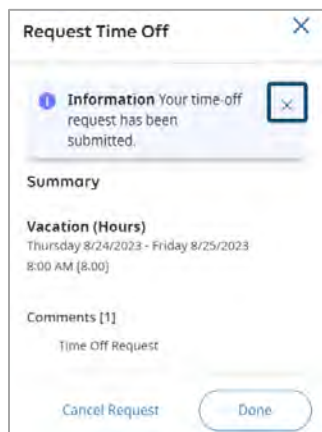 Request Time Off
Information Your time-off
request has been
submitted.
Summary
Vacation (Hours)
Thursday 8/24/2023 - Friday 8/25/2023
8:00 AM [8.00]
Comments [1]
Time Off Request
Cancel Request
Done